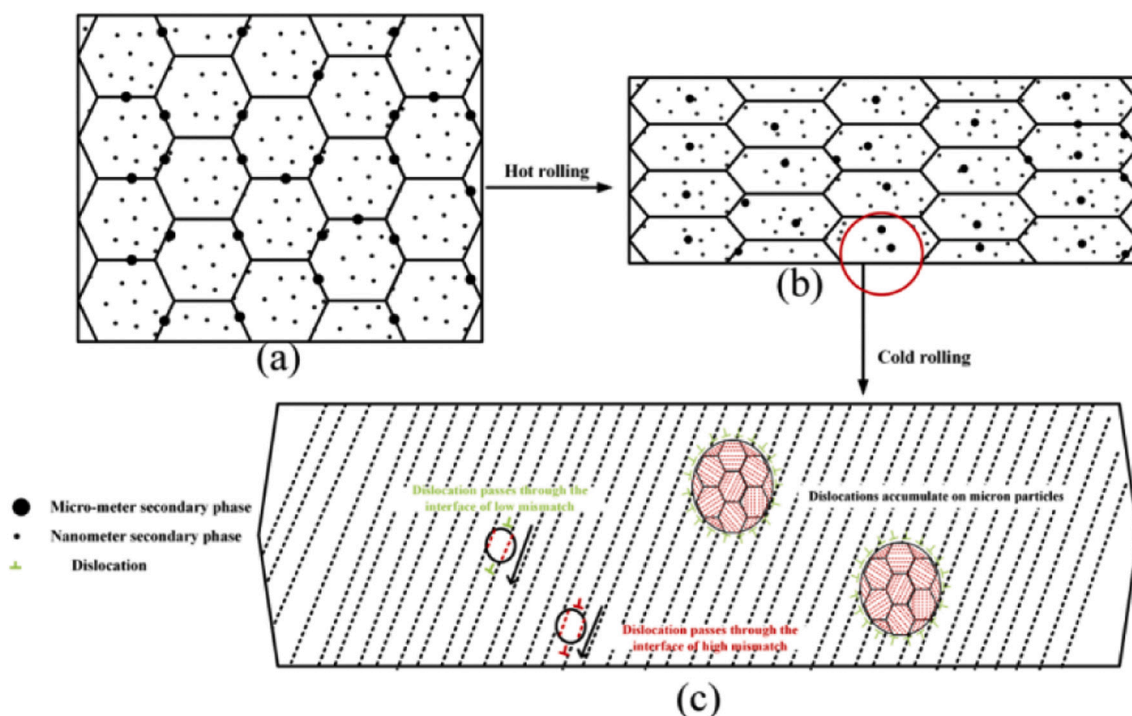 (a)
Hot rolling
(b)
Cold rolling
Micro-meter secondary phase
Nanometer secondary phase
Dislocation
Dislocation passes through the
interface of low mismatch
Dislocations accumulate on micron particles
Dislocation passes through the
interface of high mismatch
(c)